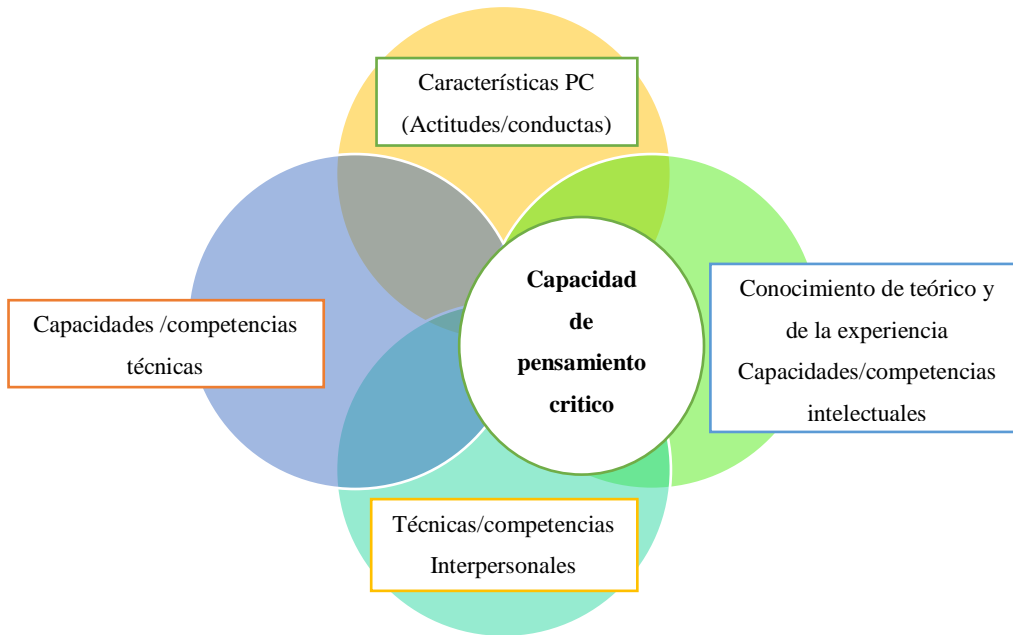 Características PC
(Actitudes/conductas)
Capacidad
de
pensamiento
critico
Capacidades /competencias
técnicas
Conocimiento de teórico y
de la experiencia
Capacidades/competencias
intelectuales
Técnicas/competencias
Interpersonales